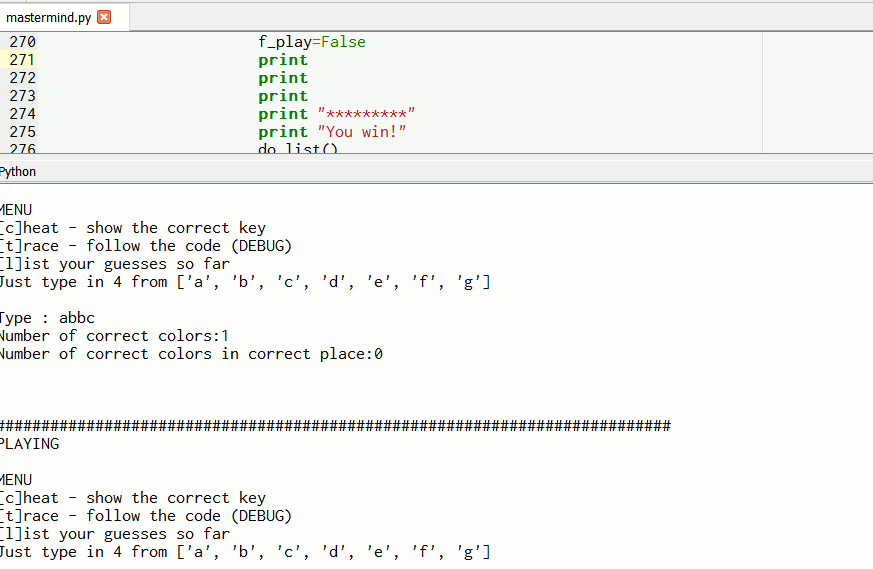 mastermind.py
270 f_play=False
271 print
272 print
273 print
274 print "*********"
275 print "You win!"
276 do_list()
Python
MENU
[c]heat - show the correct key
[t]race - follow the code (DEBUG)
[l]ist your guesses so far
Just type in 4 from ['a', 'b', 'c', 'd', 'e', 'f', 'g']
Type : abbc
Number of correct colors:1
Number of correct colors in correct place:0
###########################################################################
PLAYING
MENU
[c]heat - show the correct key
[t]race - follow the code (DEBUG)
[l]ist your guesses so far
Just type in 4 from ['a', 'b', 'c', 'd', 'e', 'f', 'g']